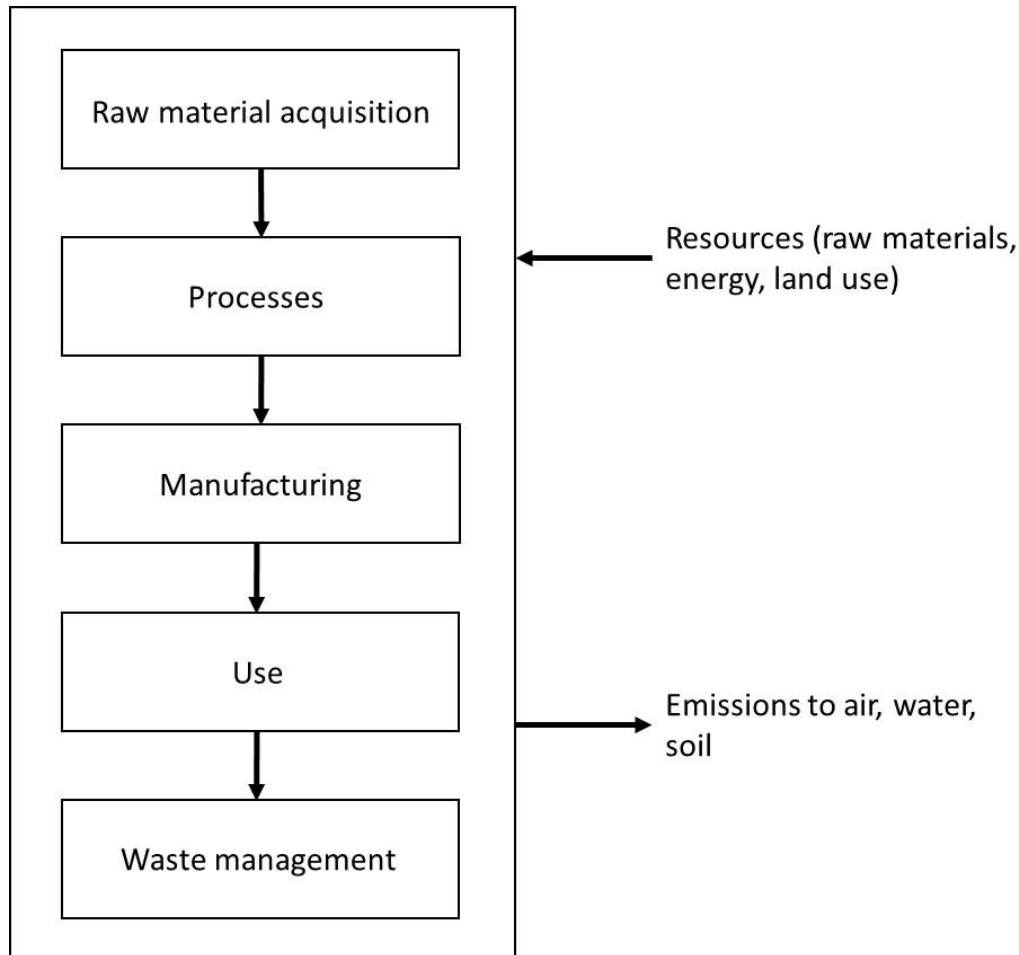 Raw material acquisition
Processes
Resources (raw materials,
energy, land use)
Manufacturing
Use
Emissions to air, water,
soil
Waste management